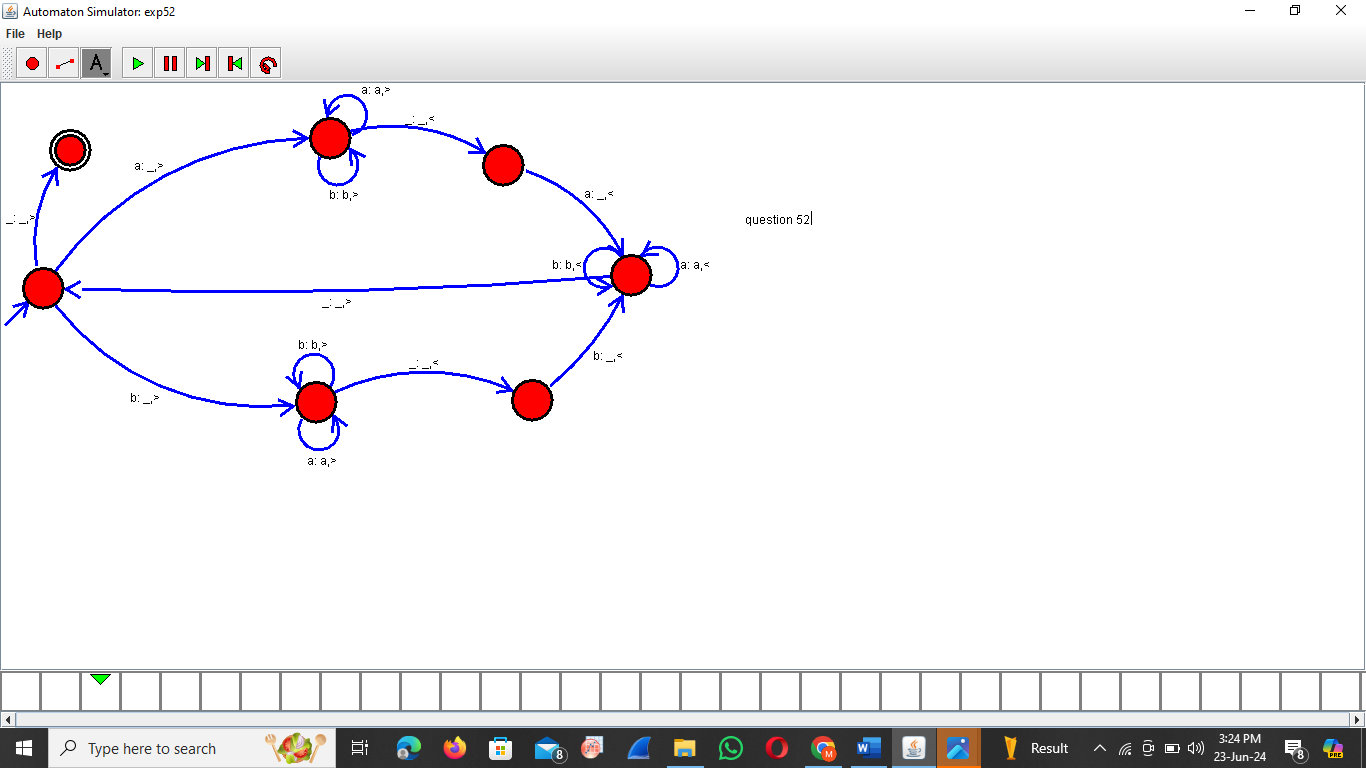 Automaton Simulator: exp52
File Help
A
a: a,>
_: _,<
a: _,>
b: b,>
a: _,<
_: _,>
question 52
b: b,<
a: a,<
_: _,>
b: b,>
_: _,<
b: _,<
b: _,>
a: a,>
Type here to search
8
M
Result
3:24 PM
23-Jun-24
8
PRE